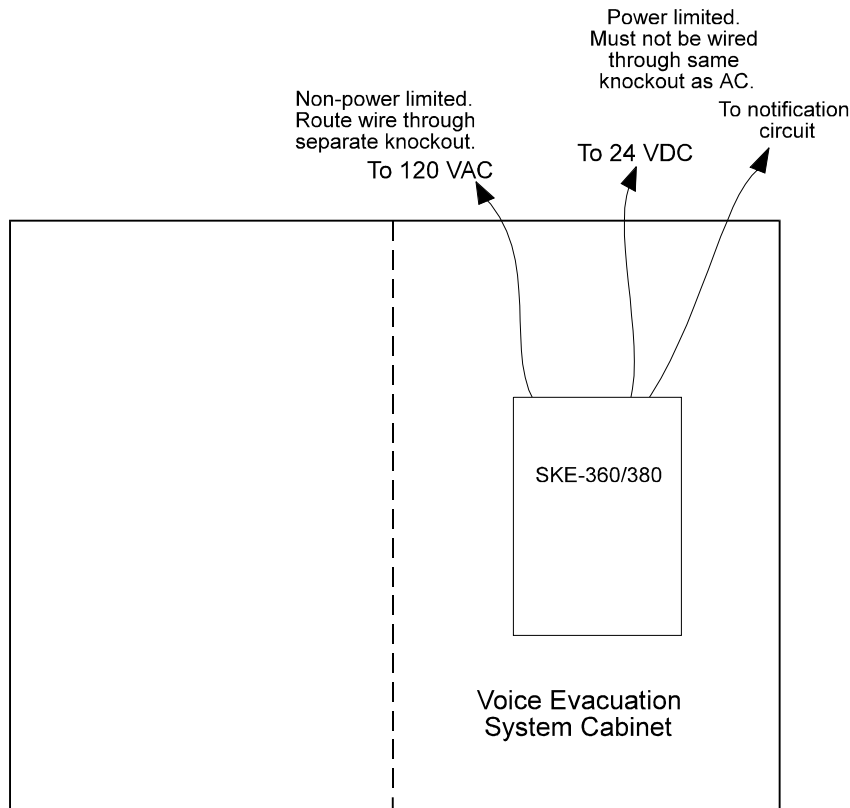 Power limited.
Must not be wired
through same
knockout as AC.
Non-power limited.
Route wire through
separate knockout.
To notification
circuit
To 120 VAC
To 24 VDC
SKE-360/380
Voice Evacuation
System Cabinet